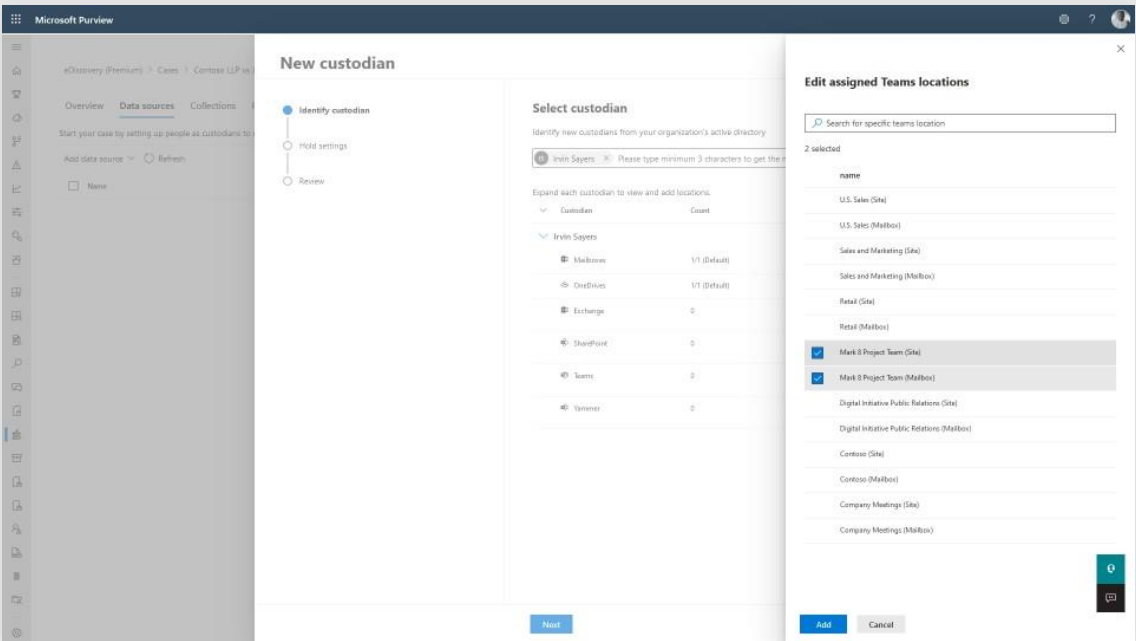 Microsoft Purview
?
eDiscovery (Premium) > Cases > Contoso LLP vs
New custodian
Edit assigned Teams locations
Overview Data sources Collections
Identify custodian
Select custodian
Search for specific teams location
Start your case by setting up people as custodians to
Identify new custodians from your organization's active directory
Hold settings
2 selected
Add data source Refresh
Irvin Sayers Please type minimum 3 characters to get the
name
Name
Review
Expand each custodian to view and add locations.
U.S. Sales (Site)
Custodian Count
U.S. Sales (Mailbox)
Irvin Sayers
Sales and Marketing (Site)
Mailboxes 1/1 (Default)
Sales and Marketing (Mailbox)
OneDrives 1/1 (Default)
Retail (Site)
Exchange 0
Retail (Mailbox)
SharePoint 0
Mark 8 Project Team (Site)
Teams 0
Mark 8 Project Team (Mailbox)
Digital Initiative Public Relations (Site)
Yammer 0
Digital Initiative Public Relations (Mailbox)
Contoso (Site)
Contoso (Mailbox)
Company Meetings (Site)
Company Meetings (Mailbox)
Next
Add Cancel